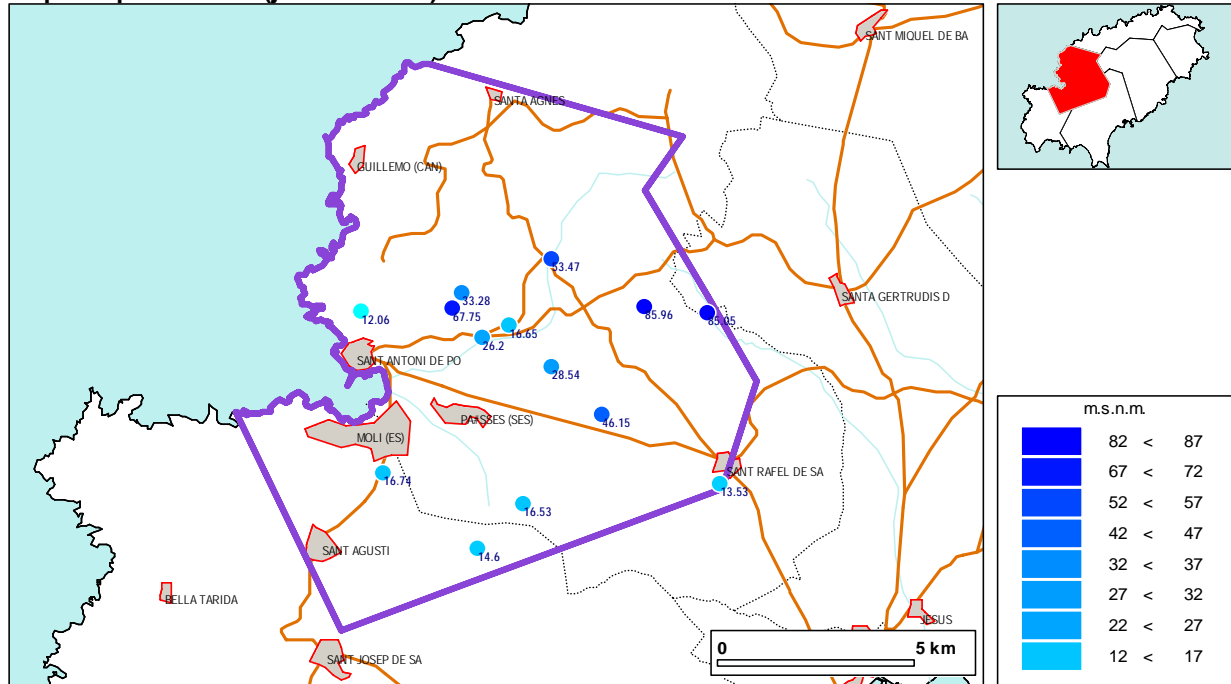 SANT MIQUEL DE BA
SANTA AGNES
GUILLEMO (CAN)
53.47
SANTA GERTRUDIS D
33.28
67.75
12.06
85.96
85.05
16.65
26.2
SANT ANTONI DE PO
28.54
46.15
MOLI (ES)
SANT RAFEL DE SA
16.74
13.53
16.53
14.6
SANT AGUSTI
BELLA TARIDA
JESUS
SANT JOSEP DE SA
0 5 km
m.s.n.m.
82 < 87
67 < 72
52 < 57
42 < 47
32 < 37
27 < 32
22 < 27
12 < 17